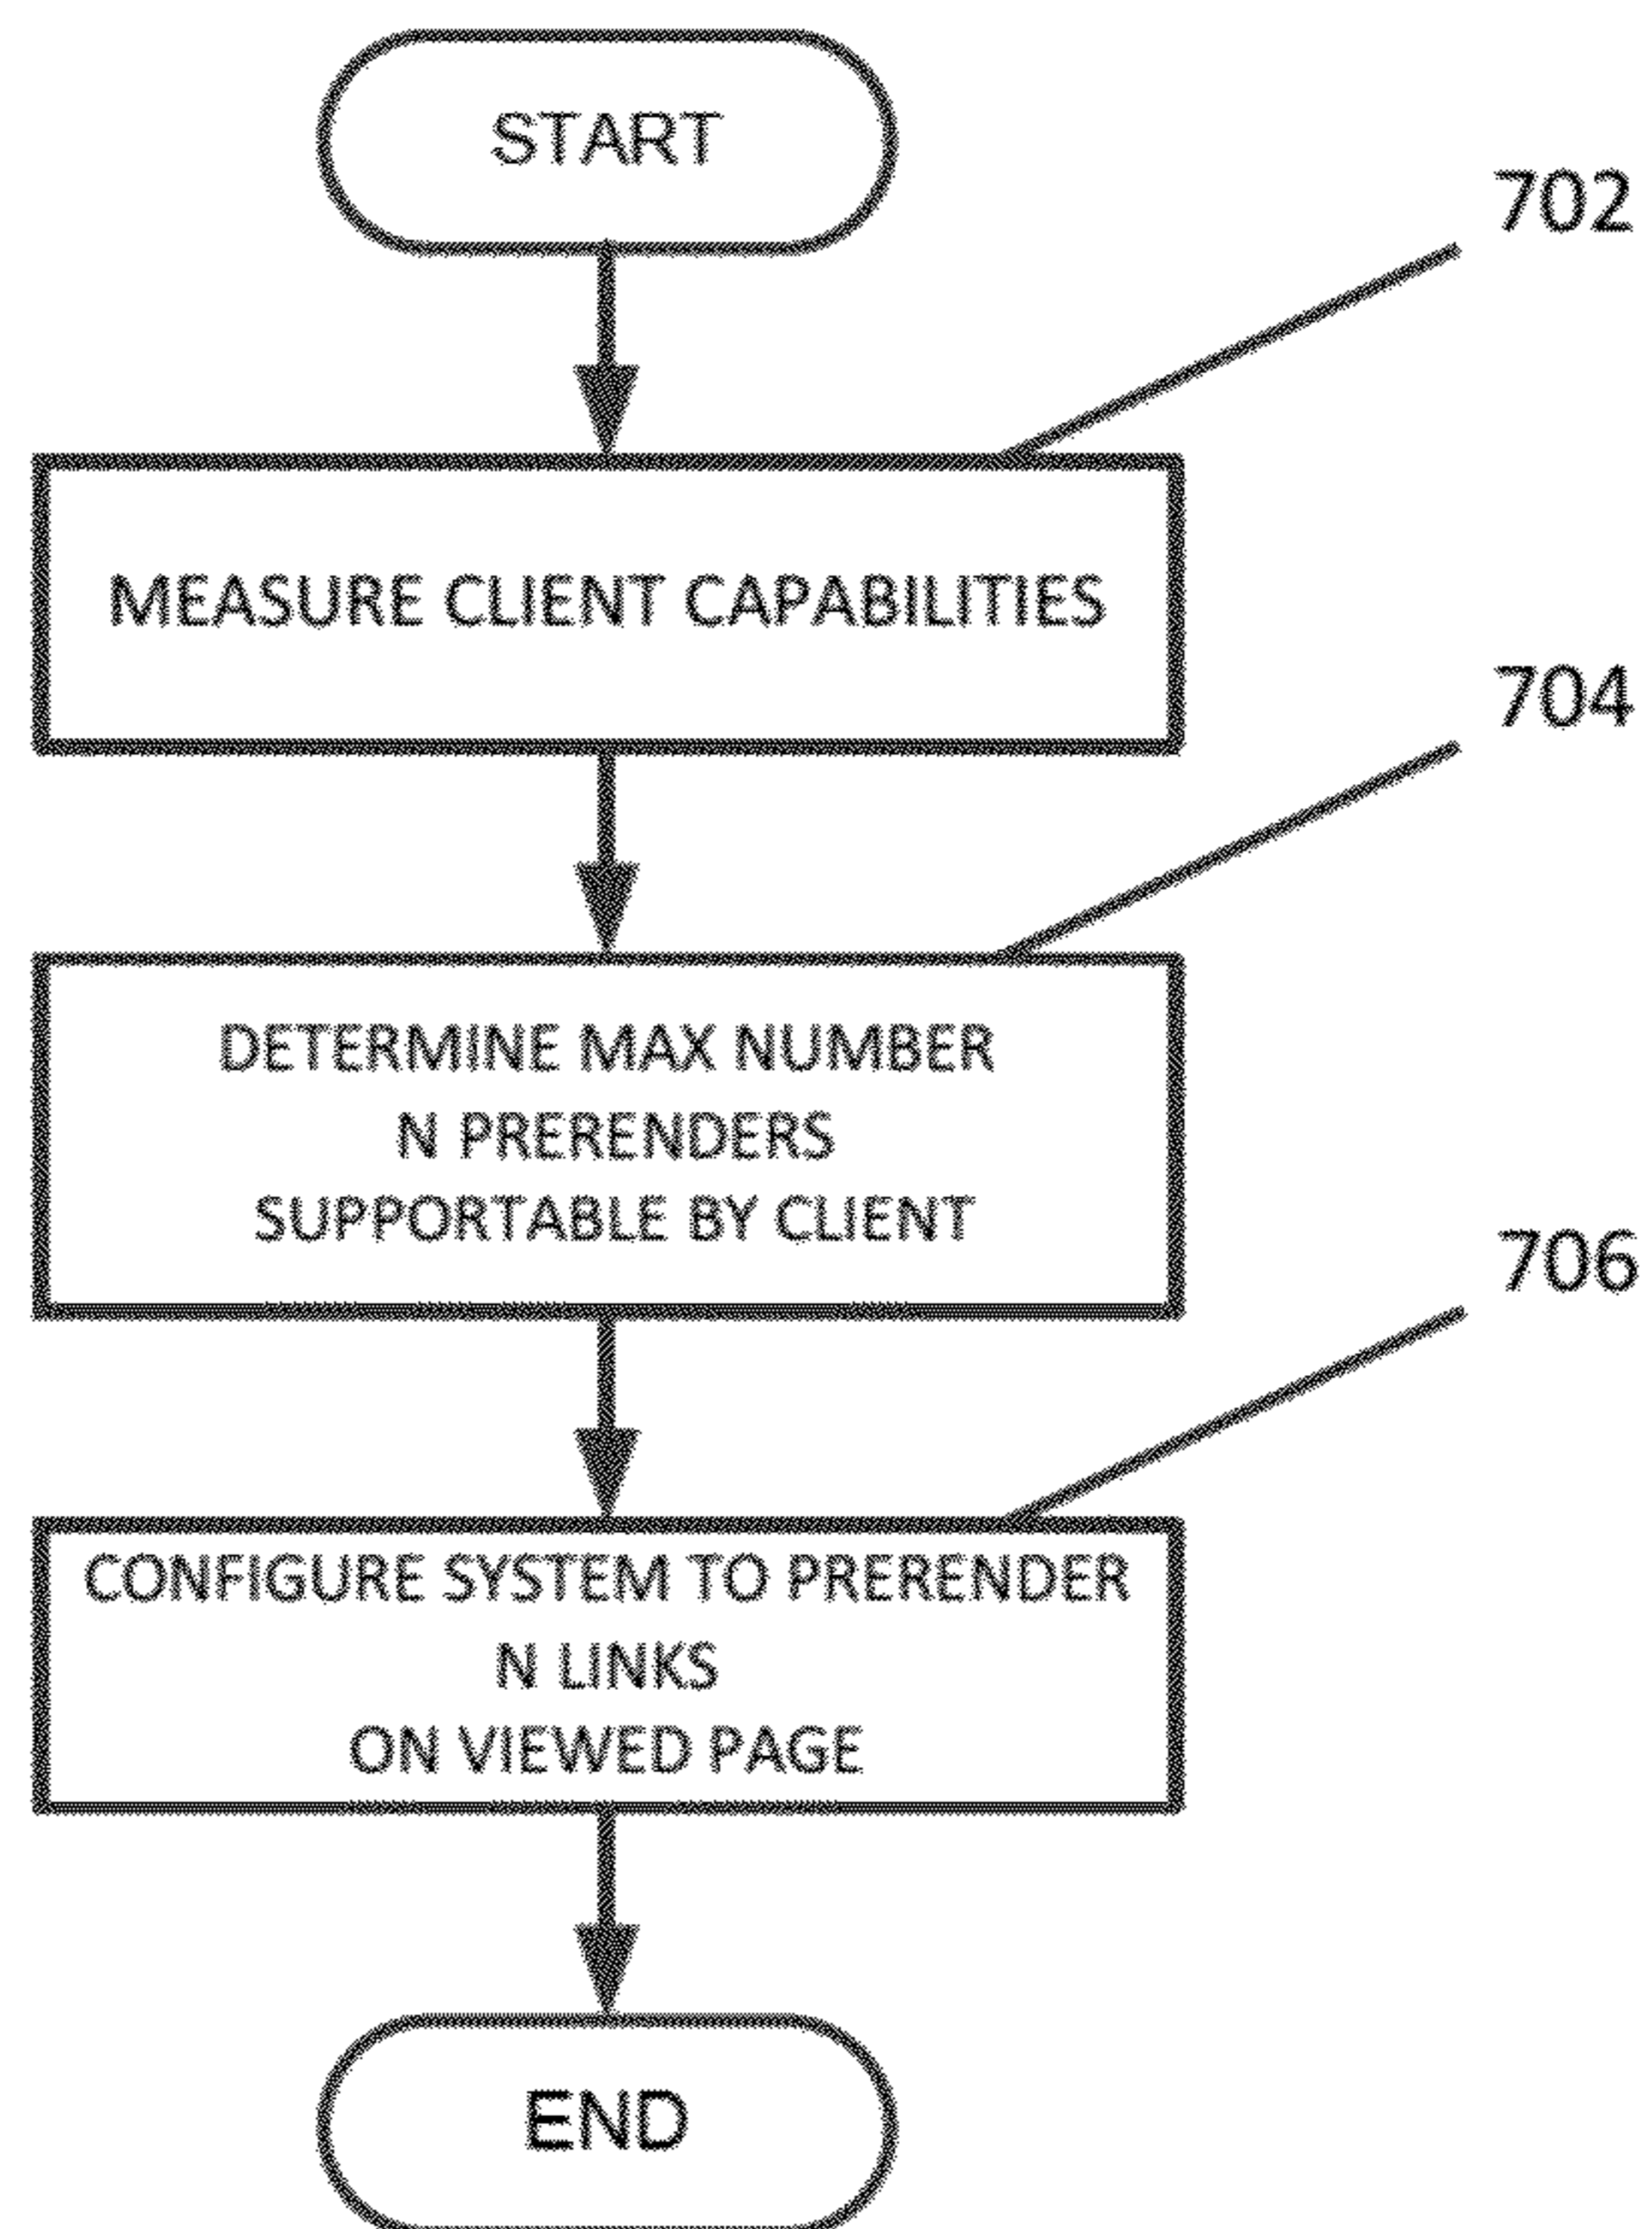 START
702
MEASURE CLIENT CAPABILITIES
704
DETERMINE MAX NUMBER
N PRERENDERS
SUPPORTABLE BY CLIENT
706
CONFIGURE SYSTEM TO PRERENDER
N LINKS
ON VIEWED PAGE
END